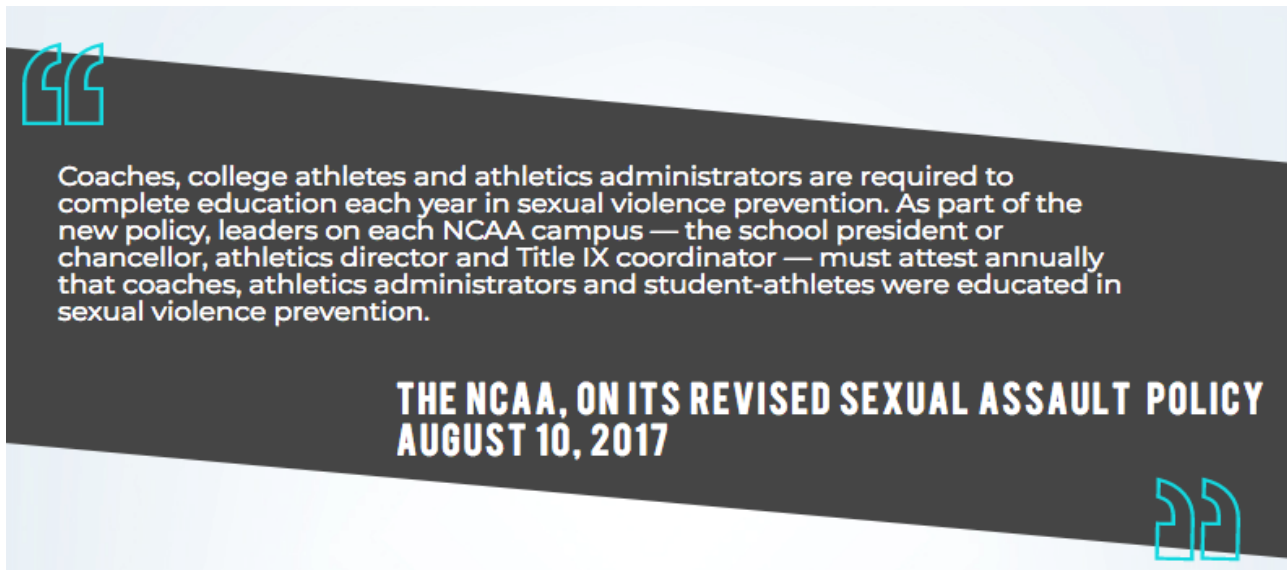 “
Coaches, college athletes and athletics administrators are required to
complete education each year in sexual violence prevention. As part of the
new policy, leaders on each NCAA campus — the school president or
chancellor, athletics director and Title IX coordinator — must attest annually
that coaches, athletics administrators and student-athletes were educated in
sexual violence prevention.
THE NCAA, ON ITS REVISED SEXUAL ASSAULT POLICY
AUGUST 10, 2017
”